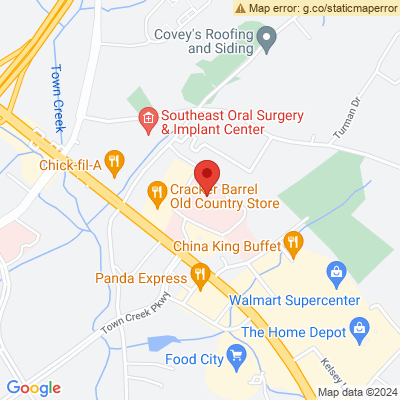 Map error: g.co/staticmaperror
Covey's Roofing
and Siding
Town Creek
Turman Dr
Southeast Oral Surgery
& Implant Center
Chick-fil-A
Cracker Barrel
Old Country Store
China King Buffet
Panda Express
Walmart Supercenter
Town Creek Pkwy
The Home Depot
Food City
Kelsey
Google
Map data ©2024